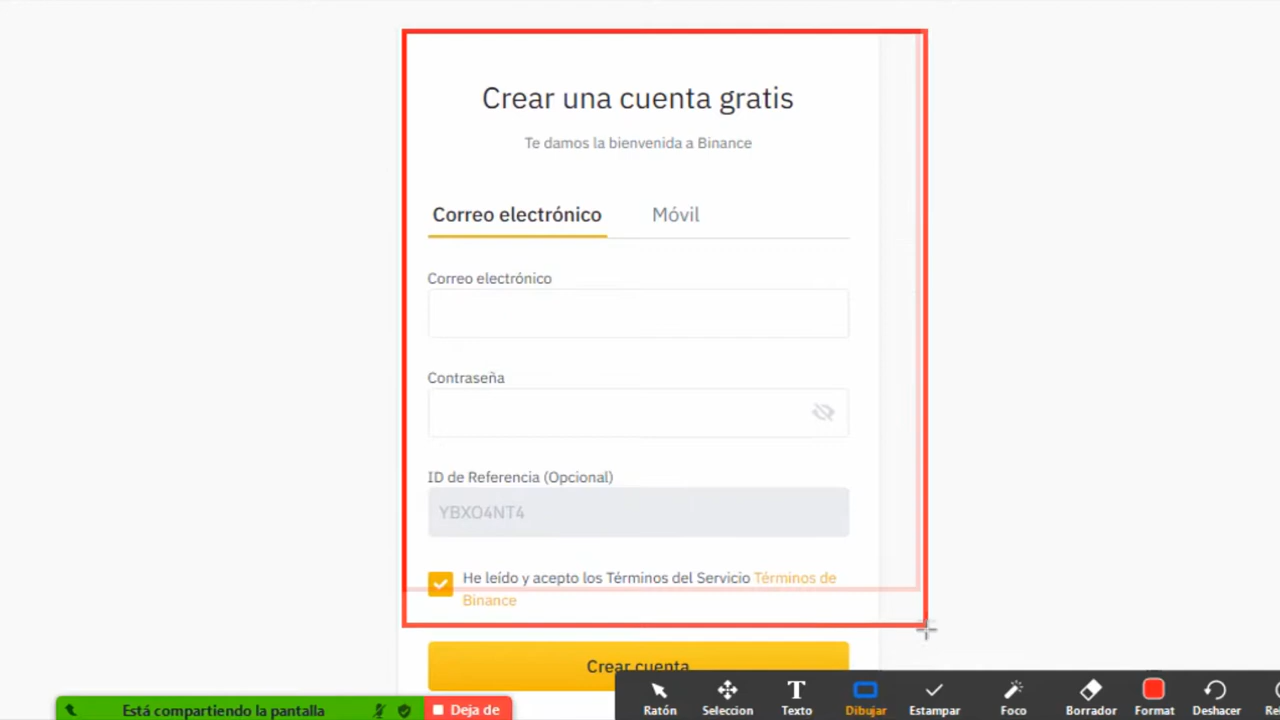 Crear una cuenta gratis
Te damos la bienvenida a Binance
Correo electrónico Móvil
Correo electrónico
Contraseña
ID de Referencia (Opcional)
YBXO4NT4
He leído y acepto los Términos del Servicio Términos de
Binance
Crear cuenta
Está compartiendo la pantalla Deja de
Ratón Seleccion Texto Dibujar Estampar Foco Borrador Format Deshacer